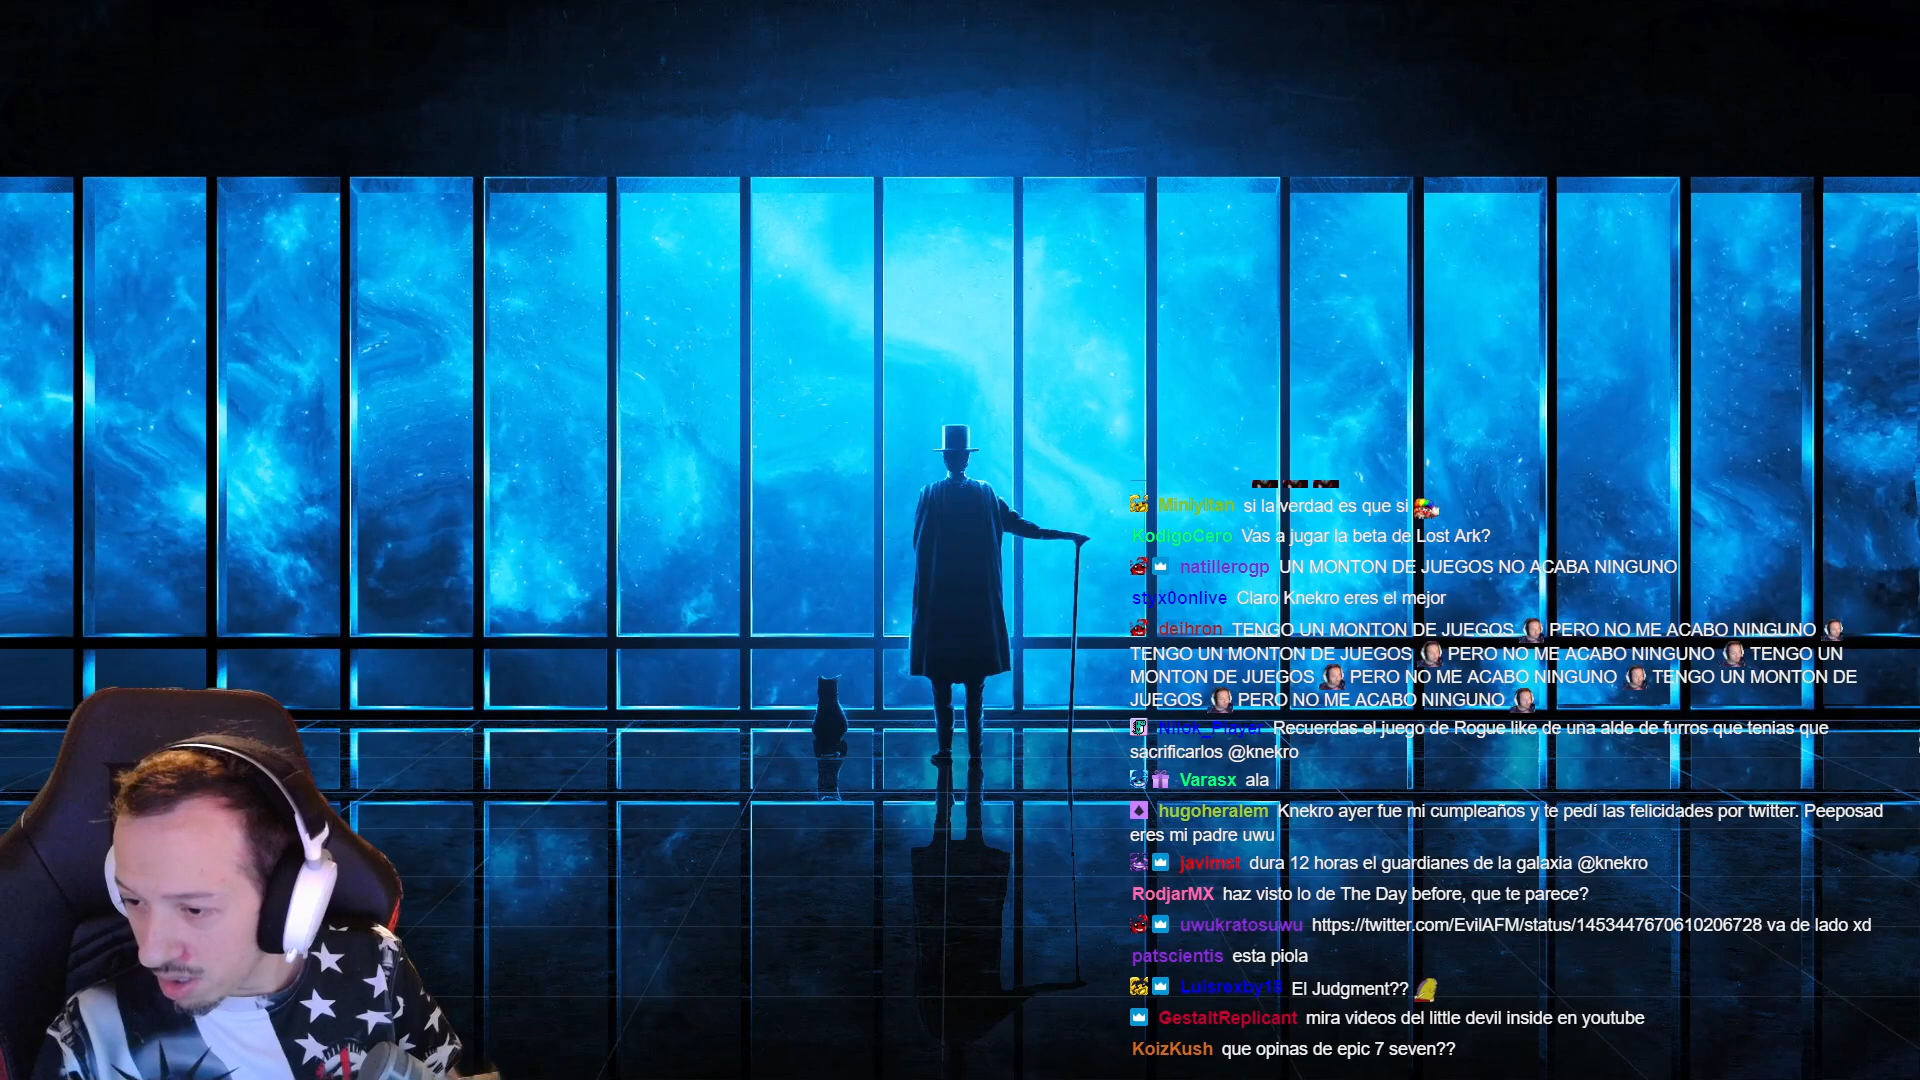 Miniyitan si la verdad es que si
KodigoCero Vas a jugar la beta de Lost Ark?
natillerogp UN MONTON DE JUEGOS NO ACABA NINGUNO
styx0onlive Claro Knekro eres el mejor
deihron TENGO UN MONTON DE JUEGOS PERO NO ME ACABO NINGUNO
TENGO UN MONTON DE JUEGOS PERO NO ME ACABO NINGUNO TENGO UN
MONTON DE JUEGOS PERO NO ME ACABO NINGUNO TENGO UN MONTON DE
JUEGOS PERO NO ME ACABO NINGUNO
Recuerdas el juego de Rogue like de una alde de furros que tenias que
sacrificarlos @knekro
Varasx ala
hugoheralem Knekro ayer fue mi cumpleaños y te pedí las felicidades por twitter. Peeposad
eres mi padre uwu
javimst dura 12 horas el guardianes de la galaxia @knekro
RodjarMX haz visto lo de The Day before, que te parece?
uwukratosuwu https://twitter.com/EvilAFM/status/1453447670610206728 va de lado xd
patscientis esta piola
Luisrexby19 El Judgment??
GestaltReplicant mira videos del little devil inside en youtube
KoizKush que opinas de epic 7 seven??